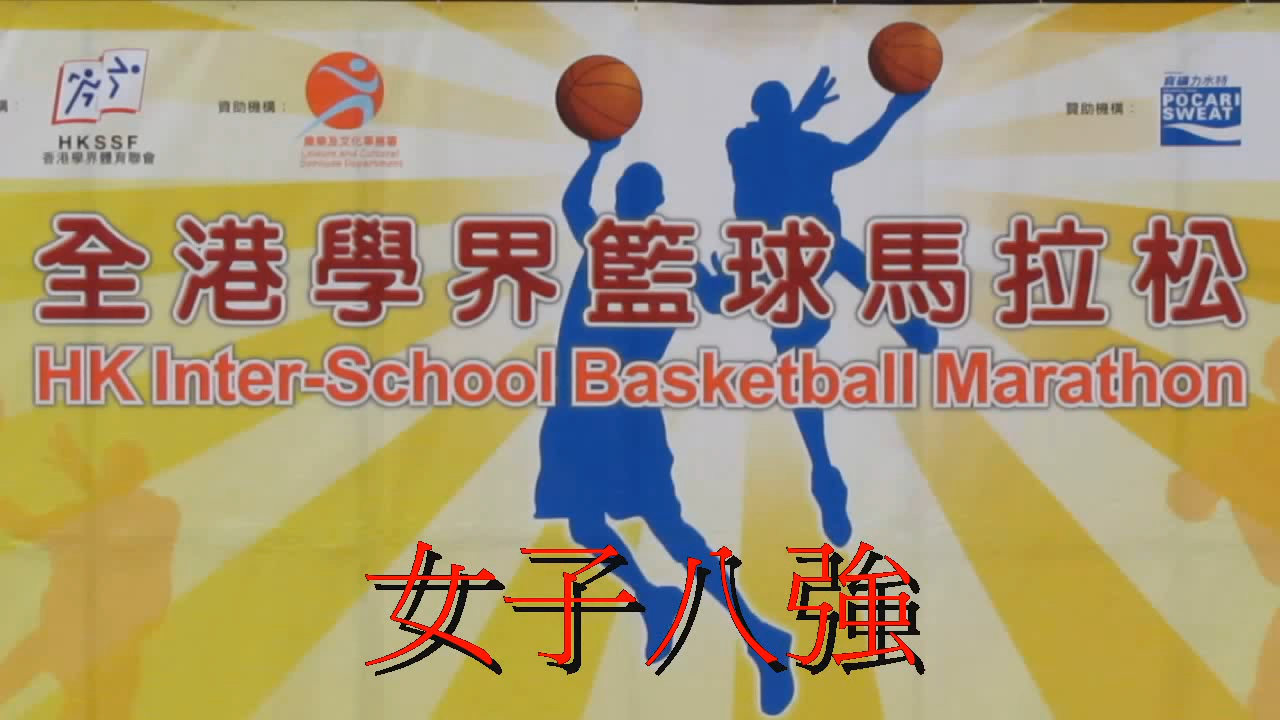 構：
HKSSF
香港學界體育聯會
資助機構：
康樂及文化事務署
Leisure and Cultural
Services Department
贊助機構：
寶礦力水特
POCARI
SWEAT
全港學界籃球馬拉松
HK Inter-School Basketball Marathon
女子八強